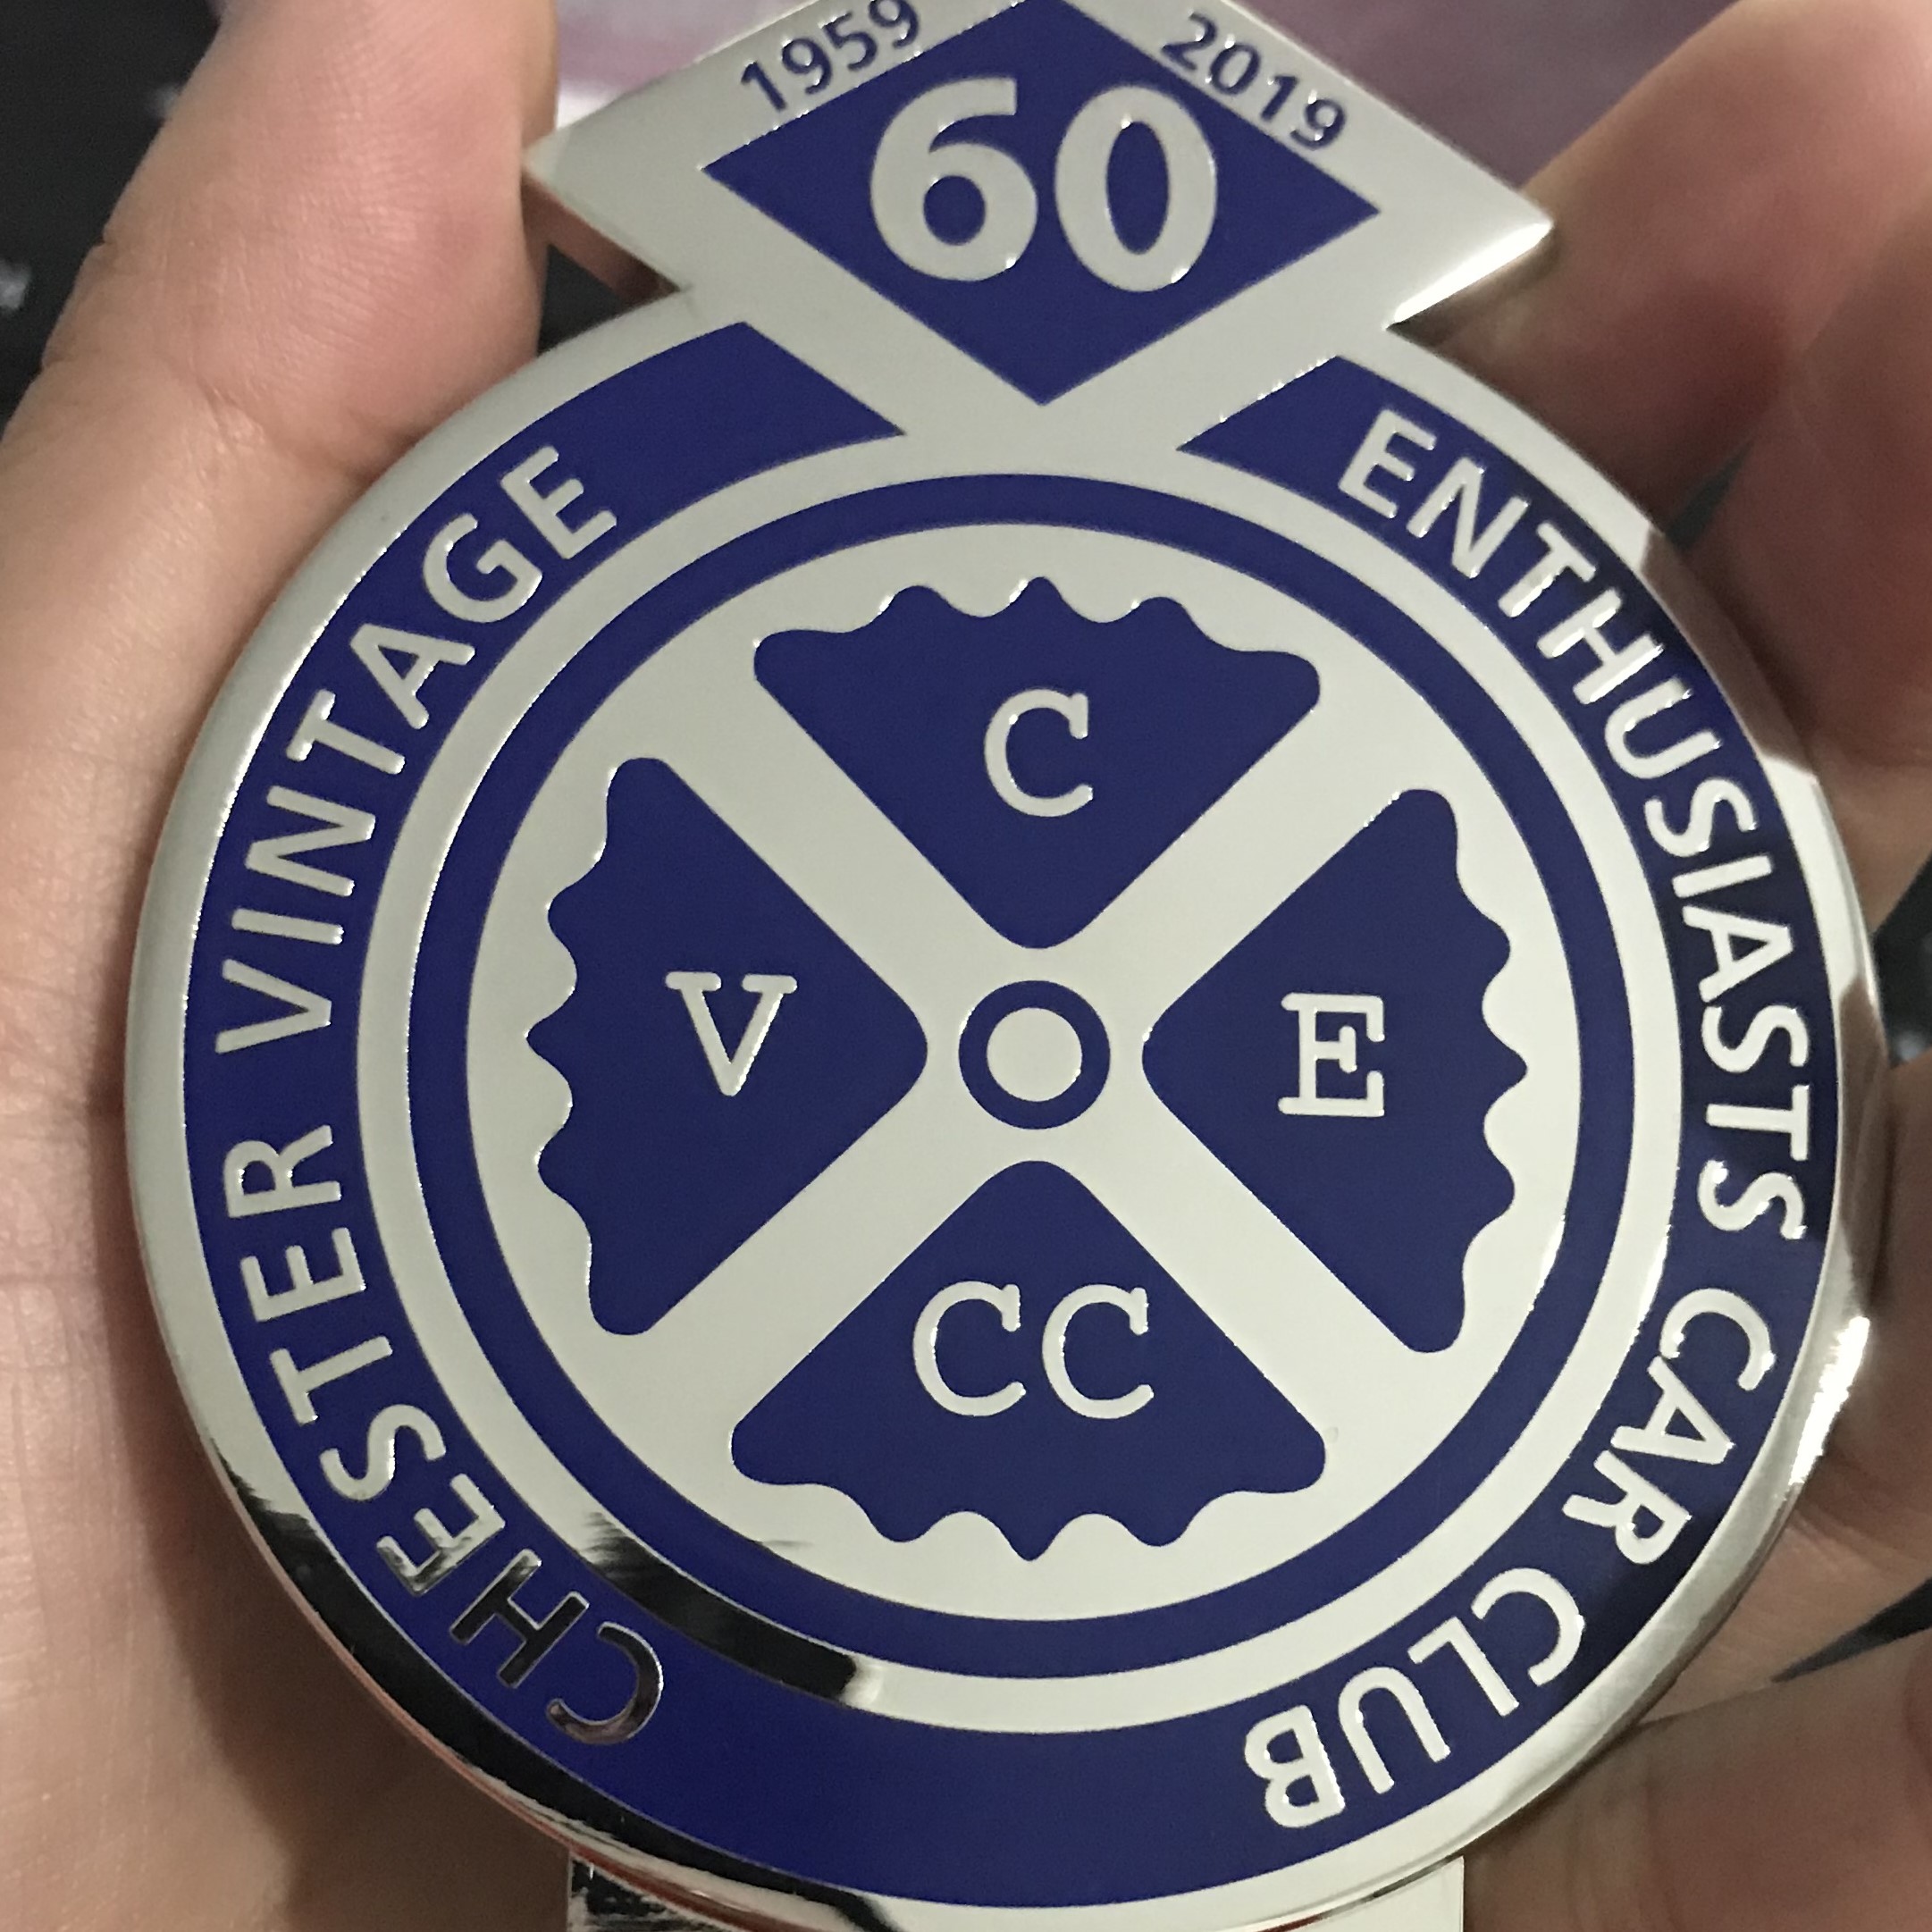 1959 2019
60
CHESTER VINTAGE ENTHUSIASTS CAR CLUB
C
V E
CC